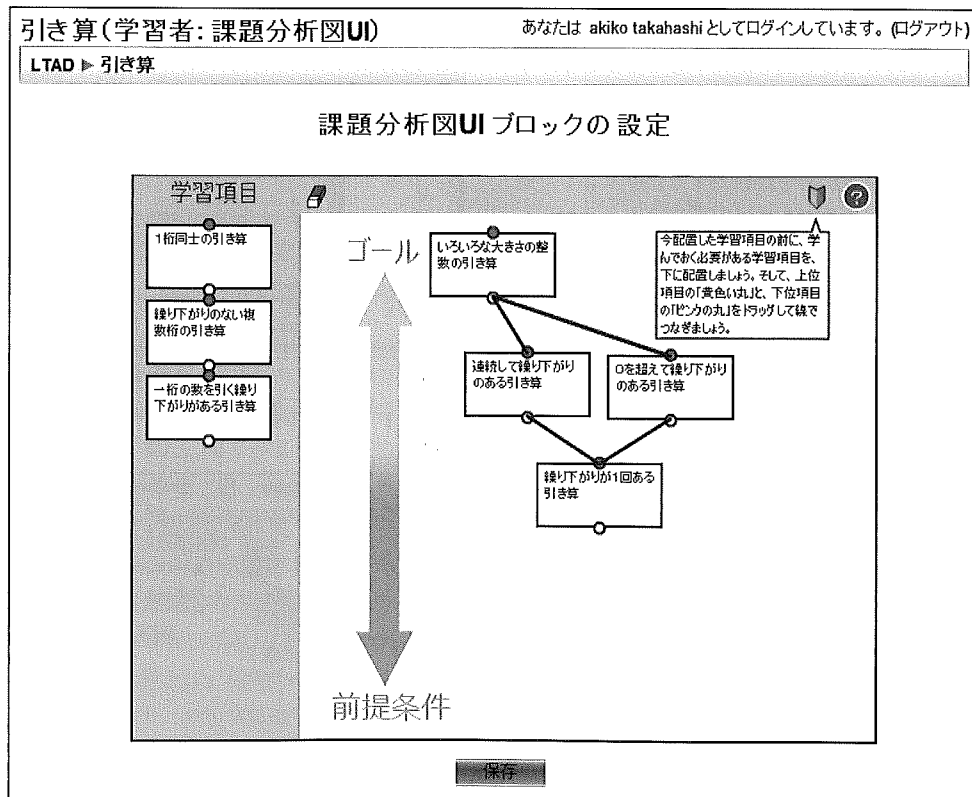 引き算(学習者: 課題分析図UI)
あなたは akiko takahashi としてログインしています。(ログアウト)
LTAD ▶ 引き算
課題分析図UI ブロックの 設定
学習項目
1桁同士の引き算
繰り下がりのない複
数桁の引き算
一桁の数を引く繰り
下がりがある引き算
ゴール
前提条件
いろいろな大きさの整
数の引き算
今配置した学習項目の前に、学
んでおく必要がある学習項目を、
下に配置しましょう。そして、上位
項目の「黄色い丸」と、下位項目
の「ピンクの丸」をドラッグして線で
つなぎましょう。
連続して繰り下がり
のある引き算
0を超えて繰り下がり
のある引き算
繰り下がりが1回ある
引き算
保存